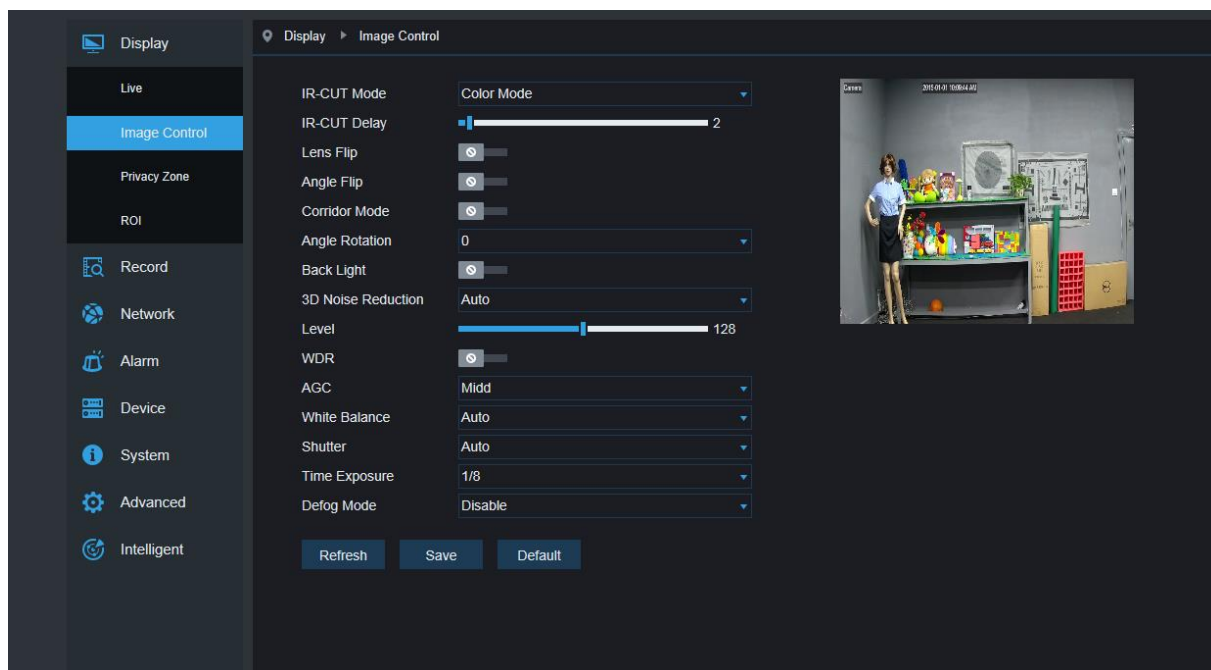 Display
Live
Image Control
Privacy Zone
ROI
Record
Network
Alarm
Device
System
Advanced
Intelligent
Display Image Control
IR-CUT Mode Color Mode
IR-CUT Delay 2
Lens Flip
Angle Flip
Corridor Mode
Angle Rotation 0
Back Light
3D Noise Reduction Auto
Level 128
WDR
AGC Midd
White Balance Auto
Shutter Auto
Time Exposure 1/8
Defog Mode Disable
Refresh Save Default
Camera